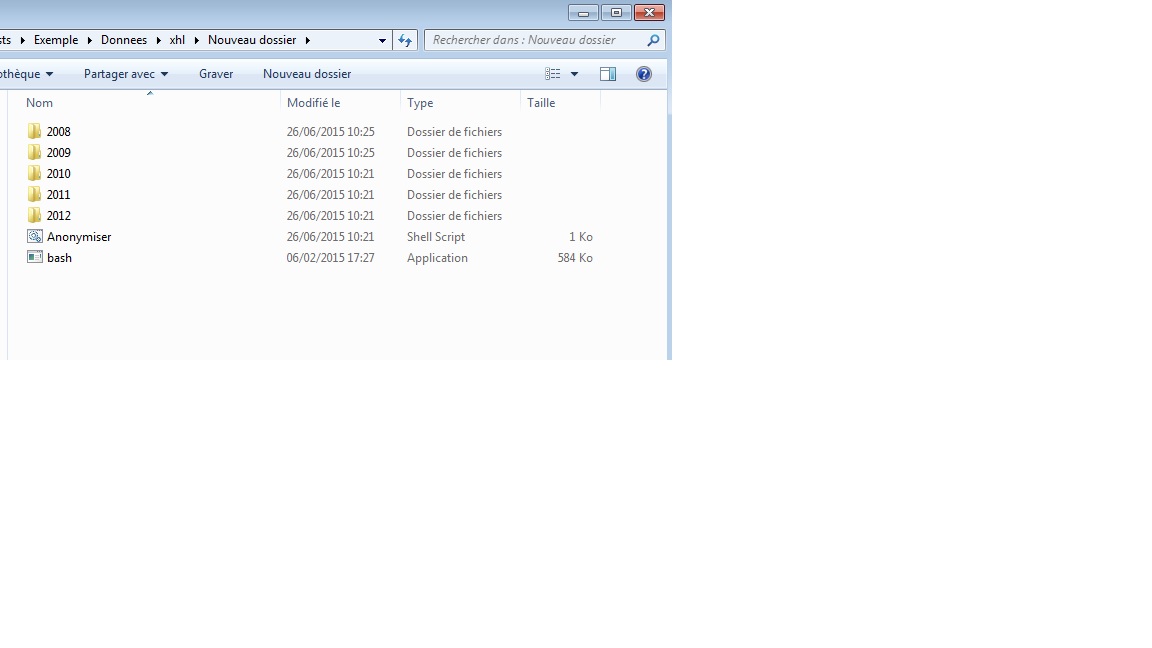 sts Exemple Donnees xhl Nouveau dossier Rechercher dans : Nouveau dossier
othèque Partager avec Graver Nouveau dossier
Nom Modifié le Type Taille
2008 26/06/2015 10:25 Dossier de fichiers
2009 26/06/2015 10:25 Dossier de fichiers
2010 26/06/2015 10:21 Dossier de fichiers
2011 26/06/2015 10:21 Dossier de fichiers
2012 26/06/2015 10:21 Dossier de fichiers
Anonymiser 26/06/2015 10:21 Shell Script 1 Ko
bash 06/02/2015 17:27 Application 584 Ko